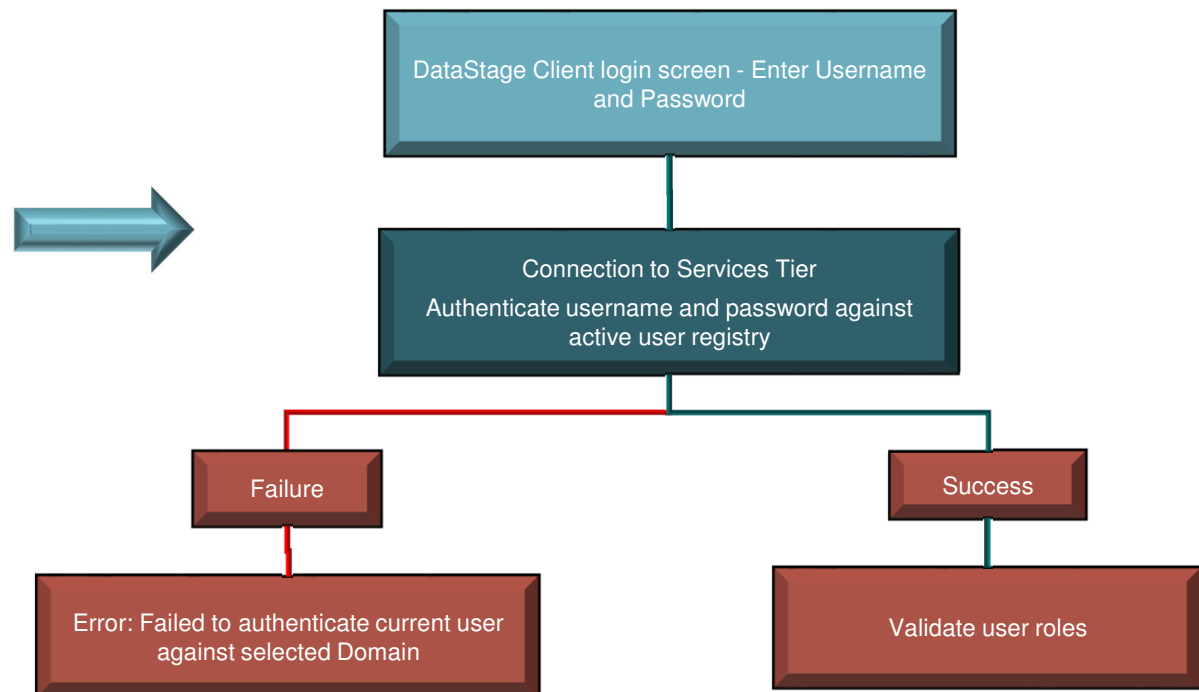 DataStage Client login screen - Enter Username
and Password
Connection to Services Tier
Authenticate username and password against
active user registry
Failure
Success
Error: Failed to authenticate current user
against selected Domain
Validate user roles